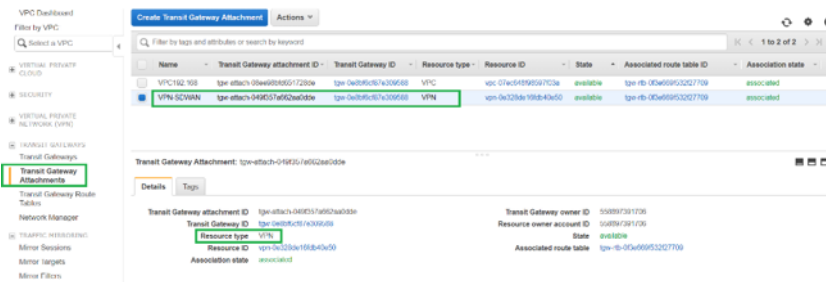 VPC Dashboard
Filter by VPC:
Select a VPC
VIRTUAL PRIVATE CLOUD
SECURITY
VIRTUAL PRIVATE NETWORK (VPN)
TRANSIT GATEWAYS
Transit Gateways
Transit Gateway Attachments
Transit Gateway Route Tables
Network Manager
TRAFFIC MIRRORING
Mirror Sessions
Mirror Targets
Mirror Filters
Create Transit Gateway Attachment Actions
Filter by tags and attributes or search by keyword
1 to 2 of 2
Name Transit Gateway attachment ID Transit Gateway ID Resource type Resource ID State Associated route table ID Association state
VPC192.168 VPC available associated
VPN-SDWAN VPN available associated
Transit Gateway Attachment:
Details Tags
Transit Gateway attachment ID
Transit Gateway ID
Resource type VPN
Resource ID
Association state associated
Transit Gateway owner ID
Resource owner account ID
State available
Associated route table